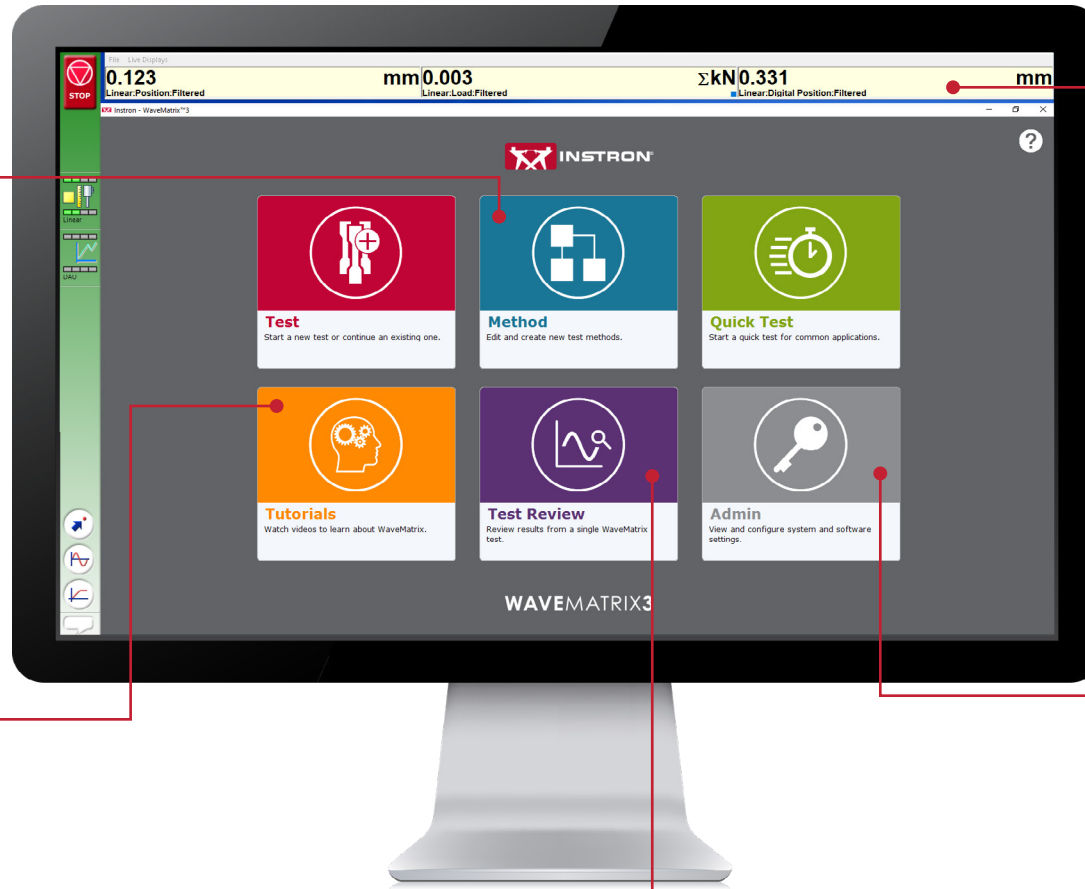 File Live Displays
STOP
0.123 mm
Linear:Position:Filtered
0.003 ΣkN
Linear:Load:Filtered
0.331 mm
Linear:Digital Position:Filtered
Instron - WaveMatrix™3
?
INSTRON®
Linear
DAQ
Test
Start a new test or continue an existing one.
Method
Edit and create new test methods.
Quick Test
Start a quick test for common applications.
Tutorials
Watch videos to learn about WaveMatrix.
Test Review
Review results from a single WaveMatrix
test.
Admin
View and configure system and software
settings.
WAVEMATRIX3